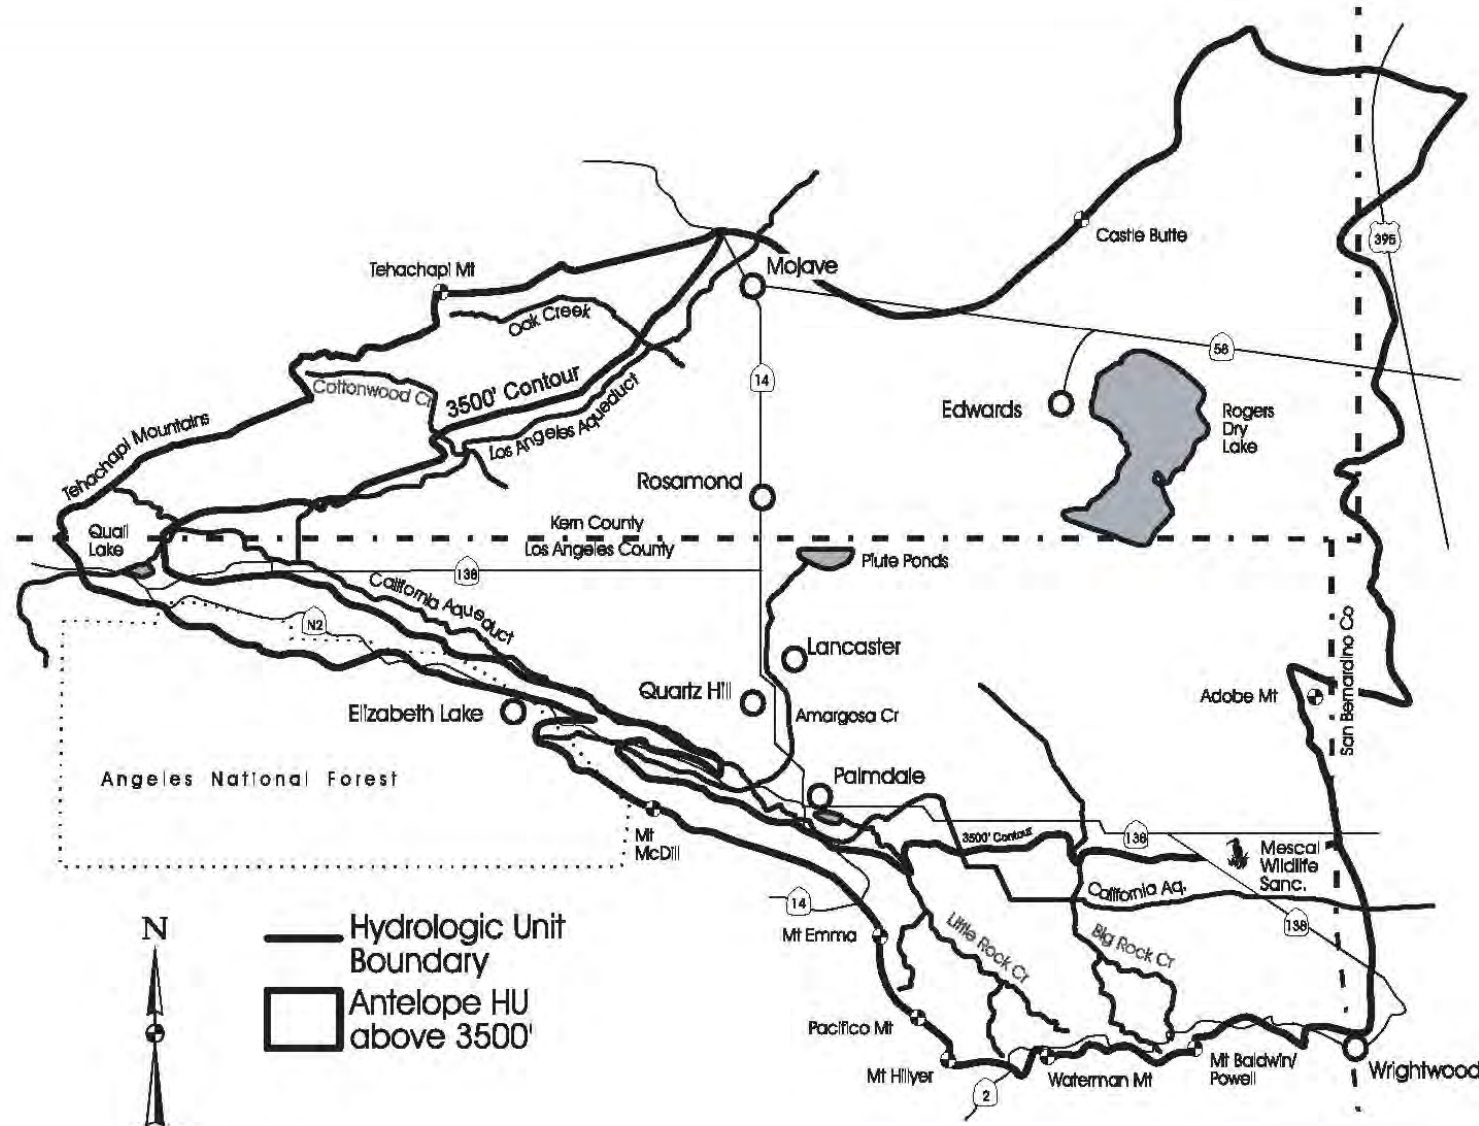 395
Castle Butte
Mojave
Tehachapi Mt
Oak Creek
58
Cottonwood Cr
3500' Contour
14
Los Angeles Aqueduct
Edwards
Rogers
Dry
Lake
Tehachapi Mountains
Rosamond
Quail
Lake
Kern County
Los Angeles County
Piute Ponds
138
California Aqueduct
N2
Lancaster
San Bernardino Co
Quartz Hill
Adobe Mt
Elizabeth Lake
Amargosa Cr
Angeles National Forest
Palmdale
Mt
McDill
3500' Contour
138
Mescal
Wildlife
Sanc.
California Aq.
14
138
N
Hydrologic Unit
Boundary
Mt Emma
Little Rock Cr
Big Rock Cr
Antelope HU
above 3500'
Pacifico Mt
Mt Hillyer
Waterman Mt
Mt Baldwin/
Powell
Wrightwood
2